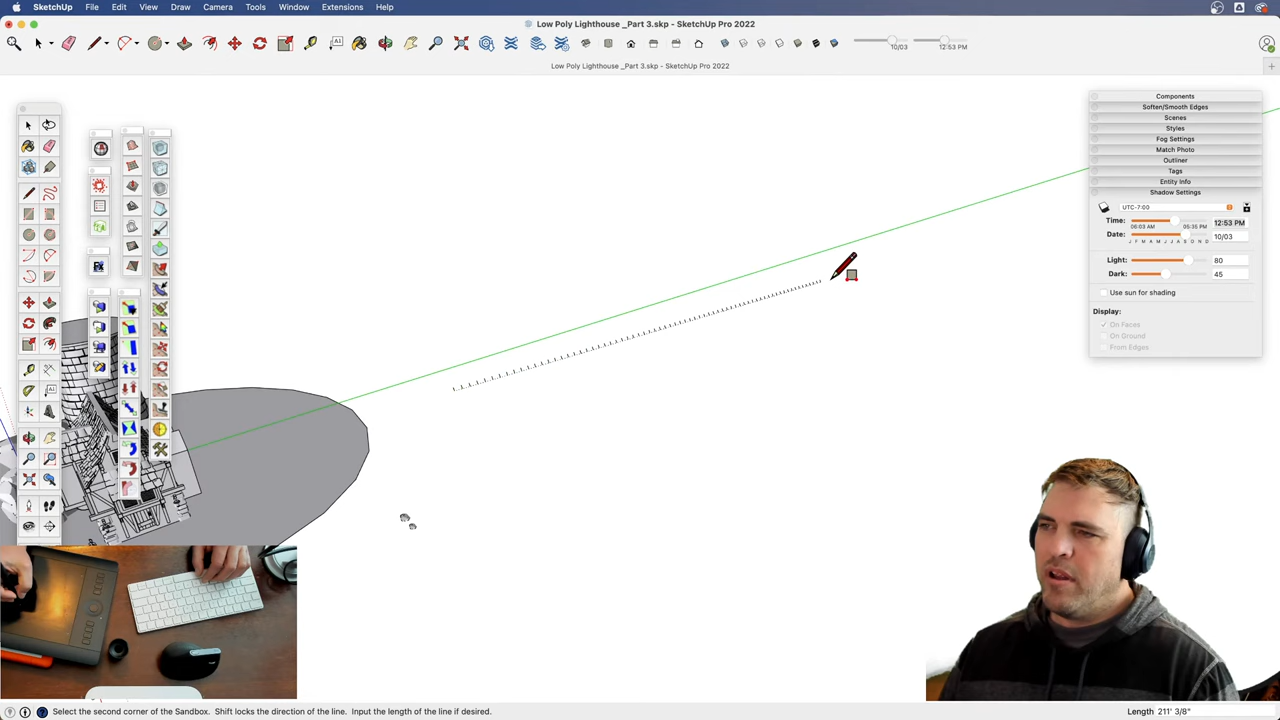 SketchUp File Edit View Draw Camera Tools Window Extensions Help
Low Poly Lighthouse _Part 3.skp - SketchUp Pro 2022
10/03 12:53 PM
Low Poly Lighthouse _Part 3.skp - SketchUp Pro 2022
Components
Soften/Smooth Edges
Scenes
Styles
Fog Settings
Match Photo
Outliner
Tags
Entity Info
Shadow Settings
UTC-7:00
Time: 12:53 PM
06:03 AM 05:35 PM
Date: 10/03
J F M A M J J A S O N D
Light: 80
Dark: 45
Use sun for shading
Display:
On Faces
On Ground
From Edges
Select the second corner of the Sandbox. Shift locks the direction of the line. Input the length of the line if desired. Length 211' 3/8"